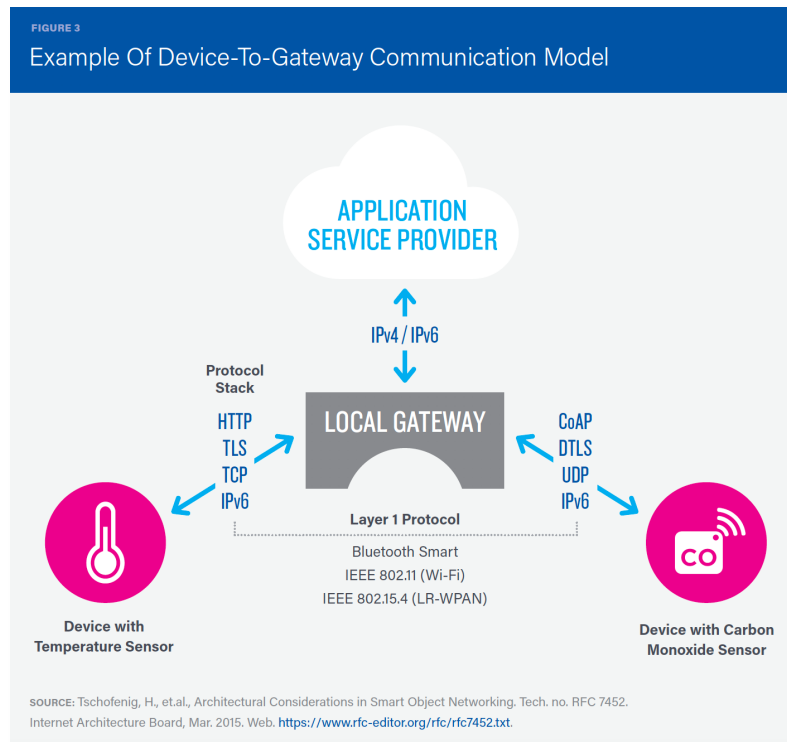 FIGURE 3
Example Of Device-To-Gateway Communication Model
APPLICATION
SERVICE PROVIDER
IPv4 / IPv6
Protocol
Stack
HTTP
TLS
TCP
IPv6
LOCAL GATEWAY
CoAP
DTLS
UDP
IPv6
Layer 1 Protocol
Bluetooth Smart
IEEE 802.11 (Wi-Fi)
IEEE 802.15.4 (LR-WPAN)
Device with
Temperature Sensor
CO
Device with Carbon
Monoxide Sensor
SOURCE: Tschofenig, H., et.al., Architectural Considerations in Smart Object Networking. Tech. no. RFC 7452.
Internet Architecture Board, Mar. 2015. Web. https://www.rfc-editor.org/rfc/rfc7452.txt.